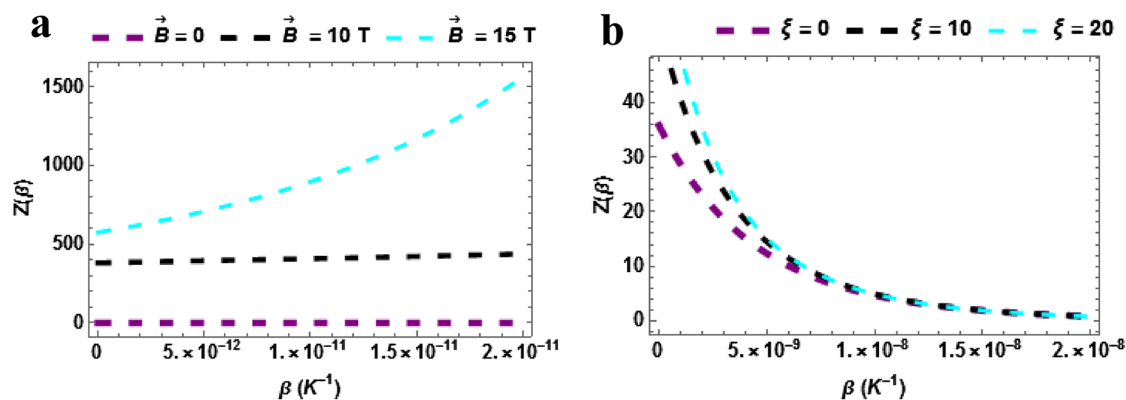 a
B⃗ = 0 B⃗ = 10 T B⃗ = 15 T
1500
1000
500
0
Z(β)
0 5.×10⁻¹² 1.×10⁻¹¹ 1.5×10⁻¹¹ 2.×10⁻¹¹
β (K⁻¹)
b
ξ = 0 ξ = 10 ξ = 20
40
30
20
10
0
Z(β)
0 5.×10⁻⁹ 1.×10⁻⁸ 1.5×10⁻⁸ 2.×10⁻⁸
β (K⁻¹)